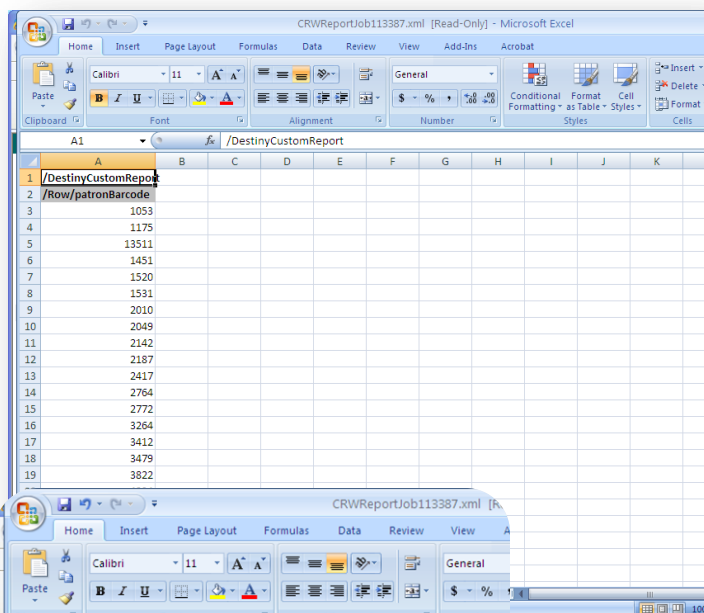 CRWReportJob113387.xml [Read-Only] - Microsoft Excel
Home Insert Page Layout Formulas Data Review View Add-Ins Acrobat
Calibri 11 A A General Insert
Paste Conditional Format Cell Delete
B I U A $ % , .00 Formatting as Table Styles Format
Clipboard Font Alignment Number Styles Cells
A1 fx /DestinyCustomReport
A B C D E F G H I J K
1 /DestinyCustomReport
2 /Row/patronBarcode
3 1053
4 1175
5 13511
6 1451
7 1520
8 1531
9 2010
10 2049
11 2142
12 2187
13 2417
14 2764
15 2772
16 3264
17 3412
18 3479
19 3822
CRWReportJob113387.xml [R
Home Insert Page Layout Formulas Data Review View A
Calibri 11 A A General
Paste B I U A $ %
100